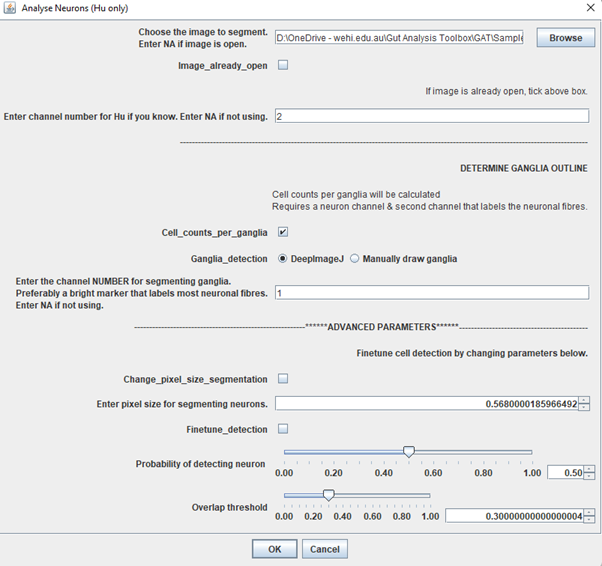 Analyse Neurons (Hu only)
Choose the image to segment.
Enter NA if image is open.
D:\OneDrive - wehi.edu.au\Gut Analysis Toolbox\GAT\Sample
Browse
Image_already_open
If image is already open, tick above box.
Enter channel number for Hu if you know. Enter NA if not using.
2
DETERMINE GANGLIA OUTLINE
Cell counts per ganglia will be calculated
Requires a neuron channel & second channel that labels the neuronal fibres.
Cell_counts_per_ganglia
Ganglia_detection DeepImageJ Manually draw ganglia
Enter the channel NUMBER for segmenting ganglia.
Preferably a bright marker that labels most neuronal fibres.
Enter NA if not using.
1
******ADVANCED PARAMETERS******
Finetune cell detection by changing parameters below.
Change_pixel_size_segmentation
Enter pixel size for segmenting neurons. 0.5680000185966492
Finetune_detection
Probability of detecting neuron
0.00 0.20 0.40 0.60 0.80 1.00 0.50
Overlap threshold
0.00 0.20 0.40 0.60 0.80 1.00 0.30000000000000004
OK Cancel